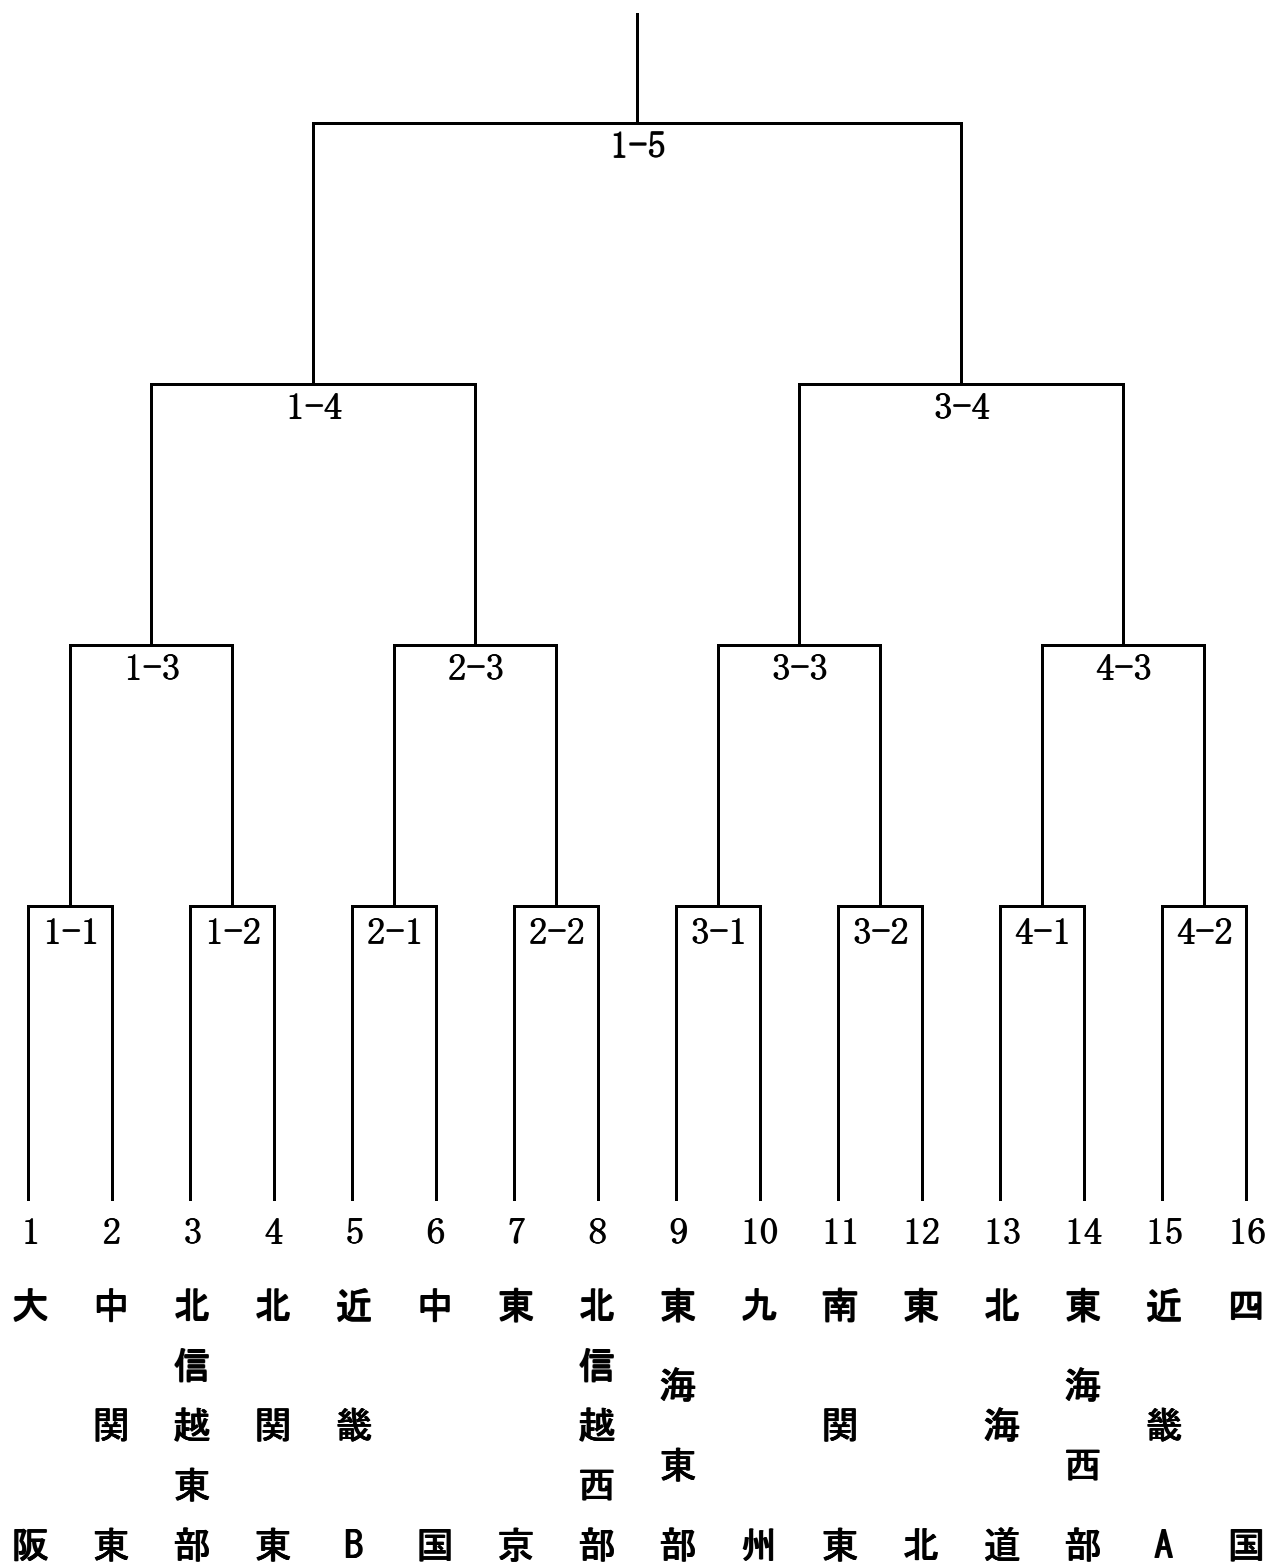 1-5
1-4 3-4
1-3 2-3 3-3 4-3
1-1 1-2 2-1 2-2 3-1 3-2 4-1 4-2
1 2 3 4 5 6 7 8 9 10 11 12 13 14 15 16
大阪
中関東
北信越東部
北関東
近畿B
中国
東京
北信越西部
東海東部
九州
南関東
東北
北海道
東海西部
近畿A
四国